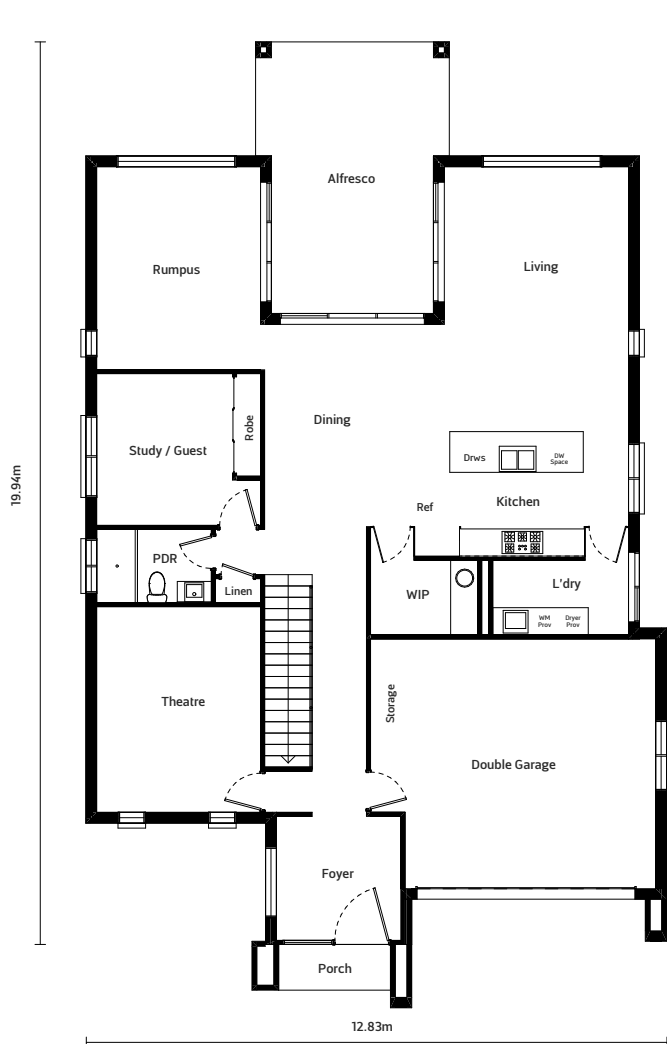 Alfresco
Rumpus
Living
Dining
Robe
Study / Guest
Drws
DW
Space
Kitchen
Ref
19.94m
PDR
Linen
WIP
L'dry
WM
Prov
Dryer
Prov
Theatre
Storage
Double Garage
Foyer
Porch
12.83m